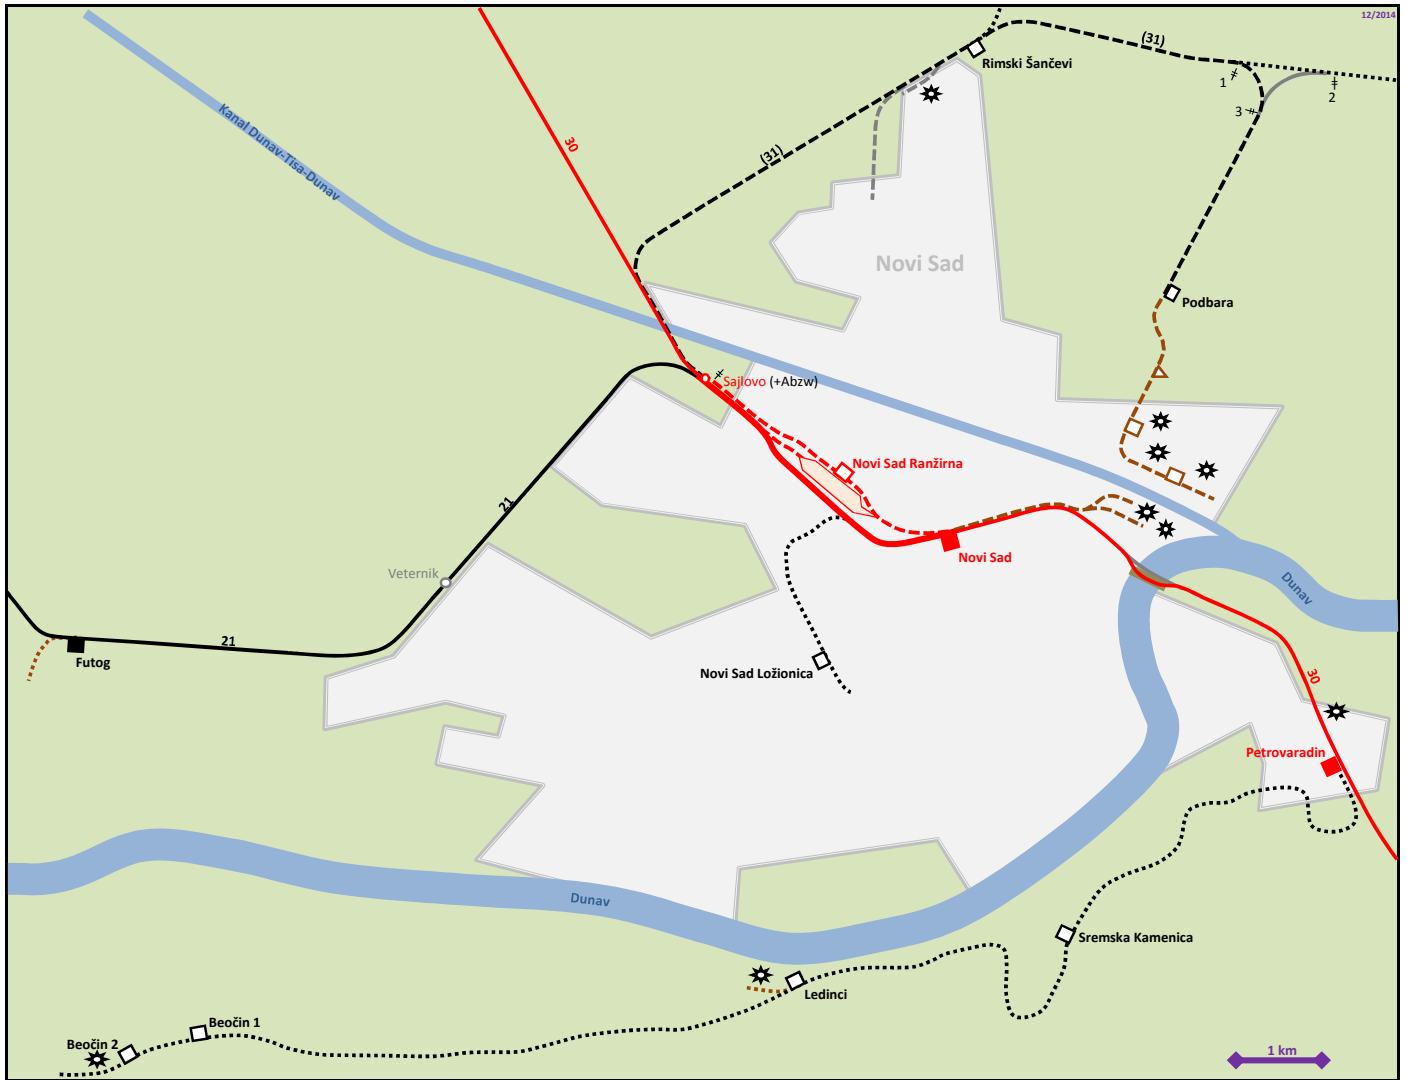 12/2014
(31)
Rimski Šančevi
1
2
3
30
Kanal Dunav-Tisa-Dunav
(31)
Novi Sad
Podbara
Sajlovo (+Abzw)
Novi Sad Ranžirna
21
Novi Sad
Veternik
Dunav
21
Futog
Novi Sad Ložionica
30
Petrovaradin
Dunav
Sremska Kamenica
Ledinci
Beočin 1
Beočin 2
1 km